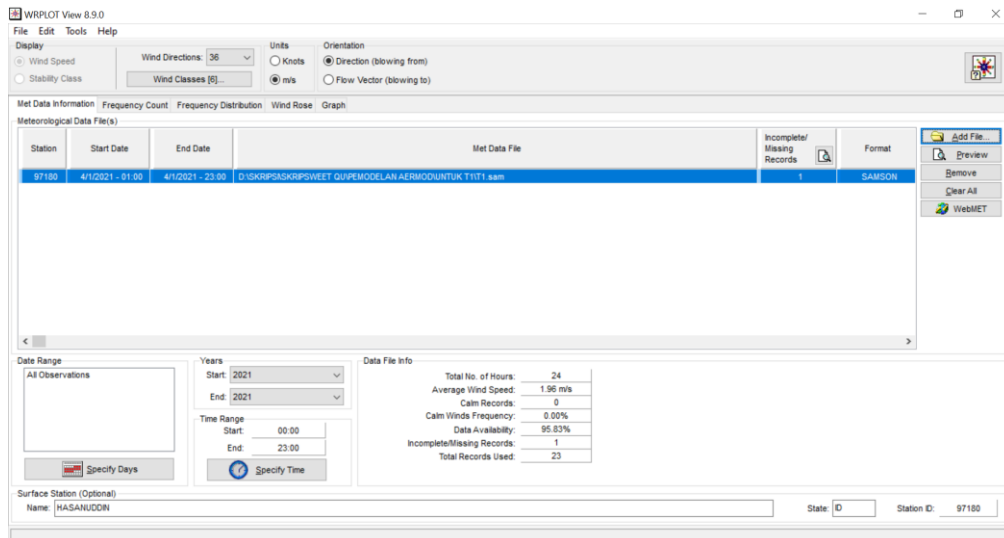 WRPLOT View 8.9.0
File Edit Tools Help
Display
Wind Speed
Stability Class
Wind Directions: 36
Wind Classes [6]...
Units
Knots
m/s
Orientation
Direction (blowing from)
Flow Vector (blowing to)
Met Data Information Frequency Count Frequency Distribution Wind Rose Graph
Meteorological Data File(s)
Station Start Date End Date Met Data File Incomplete/ Missing Records Format
97180 4/1/2021 - 01:00 4/1/2021 - 23:00 D:\SKRIPSI\SKRIPSWEET QU\PEMODELAN AERMOD\UNTUK T1\T1.sam 1 SAMSON
Add File...
Preview
Remove
Clear All
WebMET
Date Range
All Observations
Specify Days
Years
Start: 2021
End: 2021
Time Range
Start: 00:00
End: 23:00
Specify Time
Data File Info
Total No. of Hours: 24
Average Wind Speed: 1.96 m/s
Calm Records: 0
Calm Winds Frequency: 0.00%
Data Availability: 95.83%
Incomplete/Missing Records: 1
Total Records Used: 23
Surface Station (Optional)
Name: HASANUDDIN State: ID Station ID: 97180